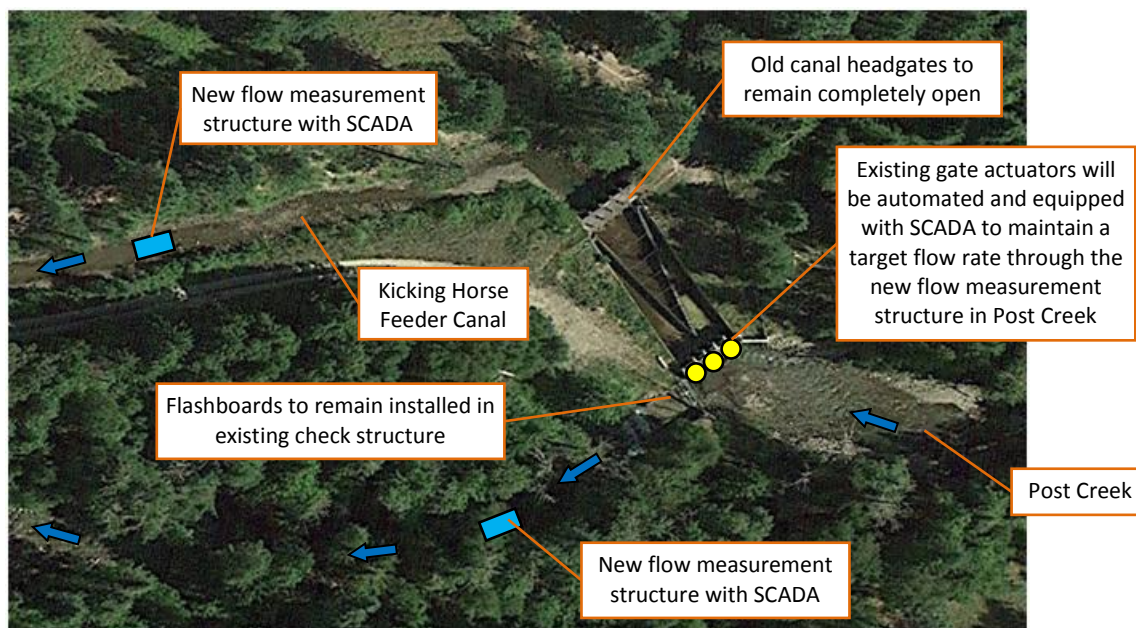 New flow measurement
structure with SCADA
Old canal headgates to
remain completely open
Existing gate actuators will
be automated and equipped
with SCADA to maintain a
target flow rate through the
new flow measurement
structure in Post Creek
Kicking Horse
Feeder Canal
Flashboards to remain installed in
existing check structure
Post Creek
New flow measurement
structure with SCADA